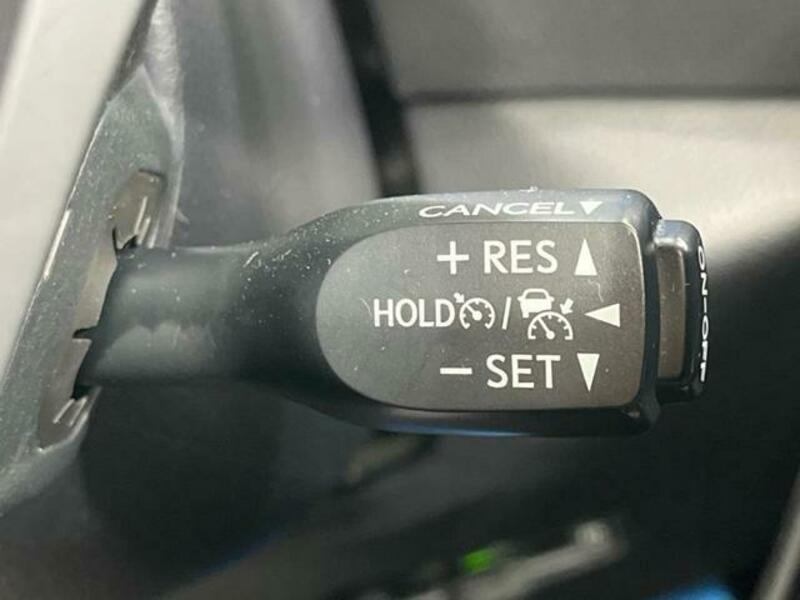 CANCEL▼
+ RES ▲
HOLD / ◀
− SET ▼
ON-OFF